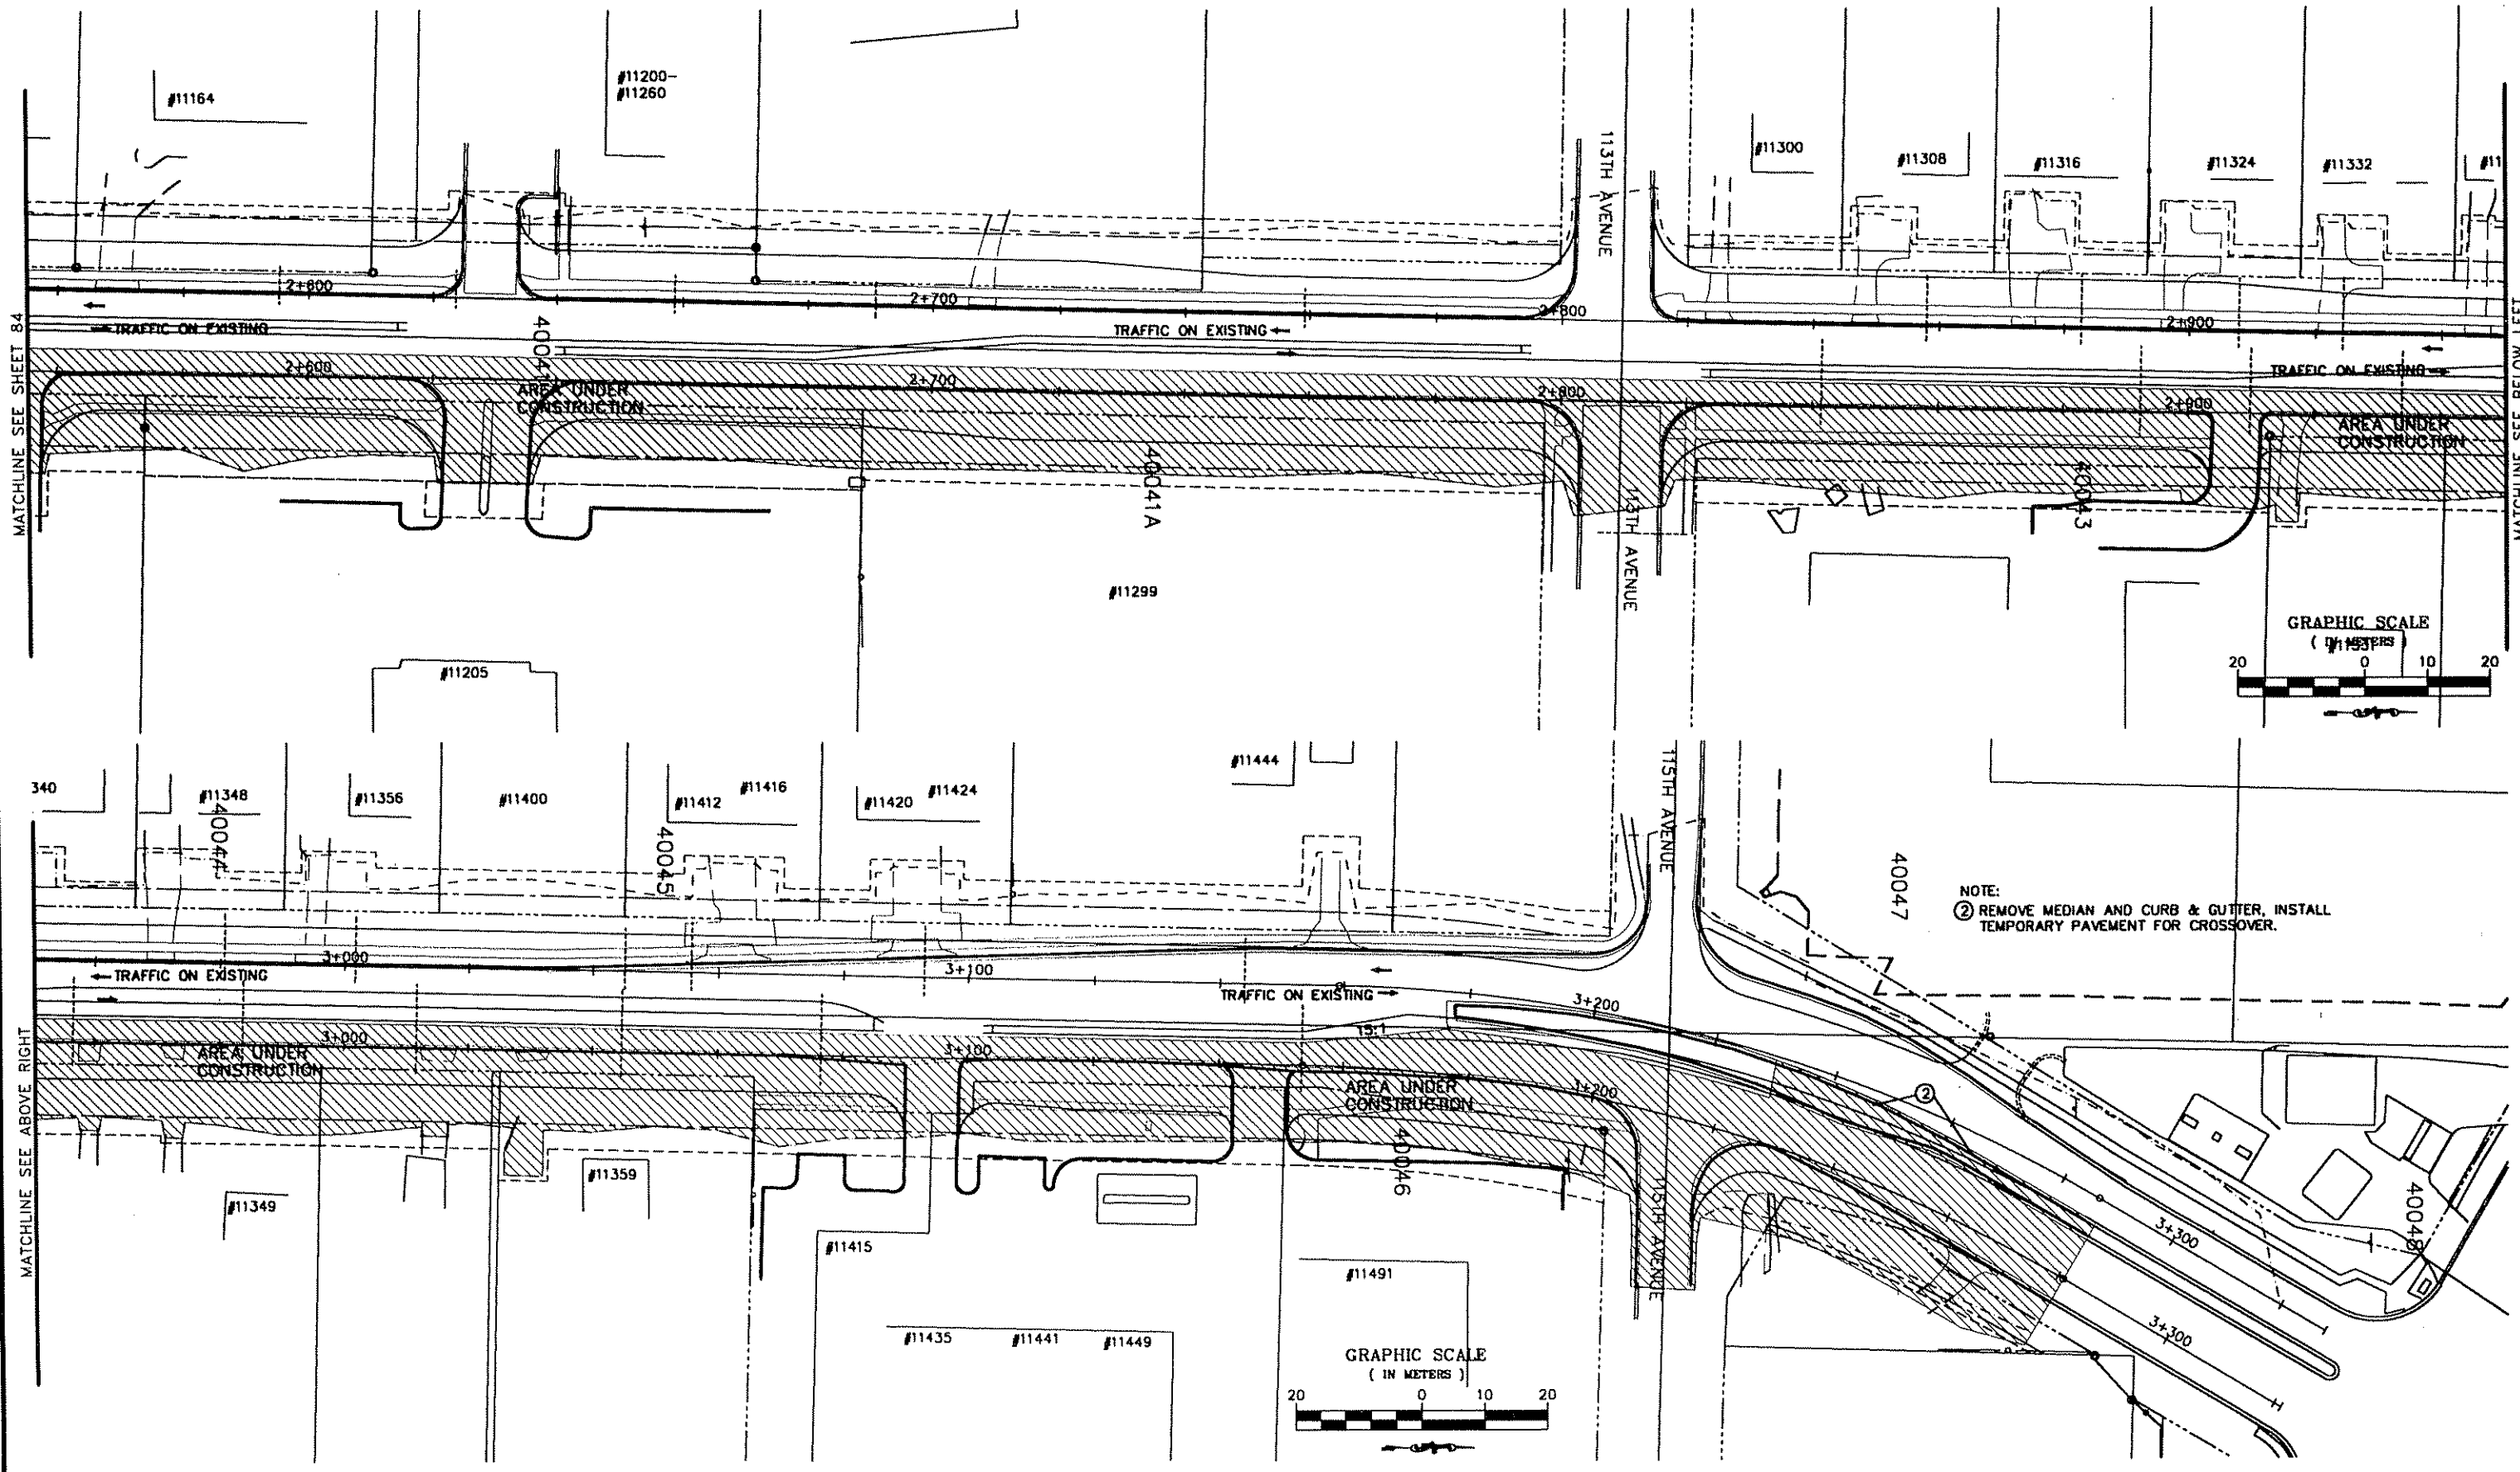 #11164
#11200-
#11260
113TH AVENUE
#11300
#11308
#11316
#11324
#11332
#11
MATCHLINE SEE SHEET 84
2+600
2+700
2+800
2+900
TRAFFIC ON EXISTING
TRAFFIC ON EXISTING
TRAFFIC ON EXISTING
2+600
2+700
2+800
2+900
AREA UNDER
CONSTRUCTION
AREA UNDER
CONSTRUCTION
40041A
40043
113TH AVENUE
#11299
#11205
GRAPHIC SCALE
( IN METERS )
20 0 10 20
MATCHLINE SEE BELOW LEFT
340
#11348
#11356
#11400
#11412
#11416
#11420
#11424
#11444
115TH AVENUE
40044
40045
40047
NOTE:
② REMOVE MEDIAN AND CURB & GUTTER, INSTALL
TEMPORARY PAVEMENT FOR CROSSOVER.
3+000
3+100
3+200
TRAFFIC ON EXISTING
TRAFFIC ON EXISTING
15:1
MATCHLINE SEE ABOVE RIGHT
3+000
3+100
1+200
AREA UNDER
CONSTRUCTION
AREA UNDER
CONSTRUCTION
2
40046
115TH AVENUE
3+300
3+300
#11349
#11359
#11415
#11435
#11441
#11449
#11491
GRAPHIC SCALE
( IN METERS )
20 0 10 20